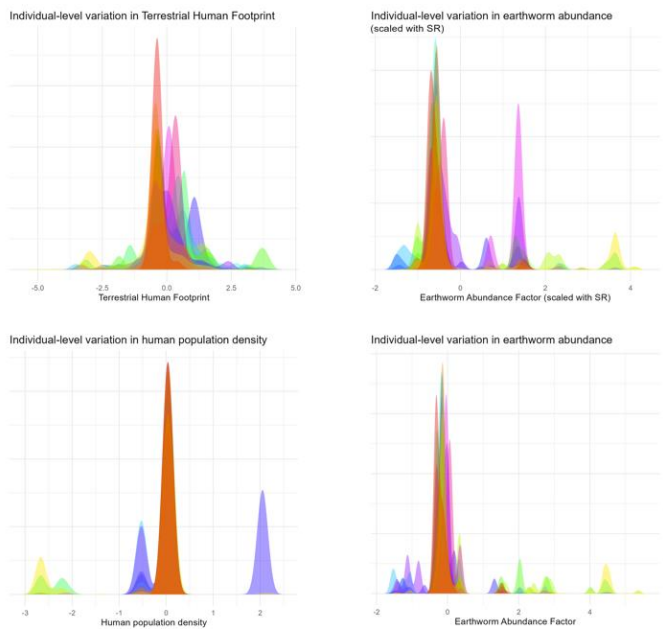 Individual-level variation in Terrestrial Human Footprint
-5.0 -2.5 0.0 2.5 5.0
Terrestrial Human Footprint
Individual-level variation in earthworm abundance
(scaled with SR)
-2 0 2 4
Earthworm Abundance Factor (scaled with SR)
Individual-level variation in human population density
-3 -2 -1 0 1 2
Human population density
Individual-level variation in earthworm abundance
-2 0 2 4
Earthworm Abundance Factor